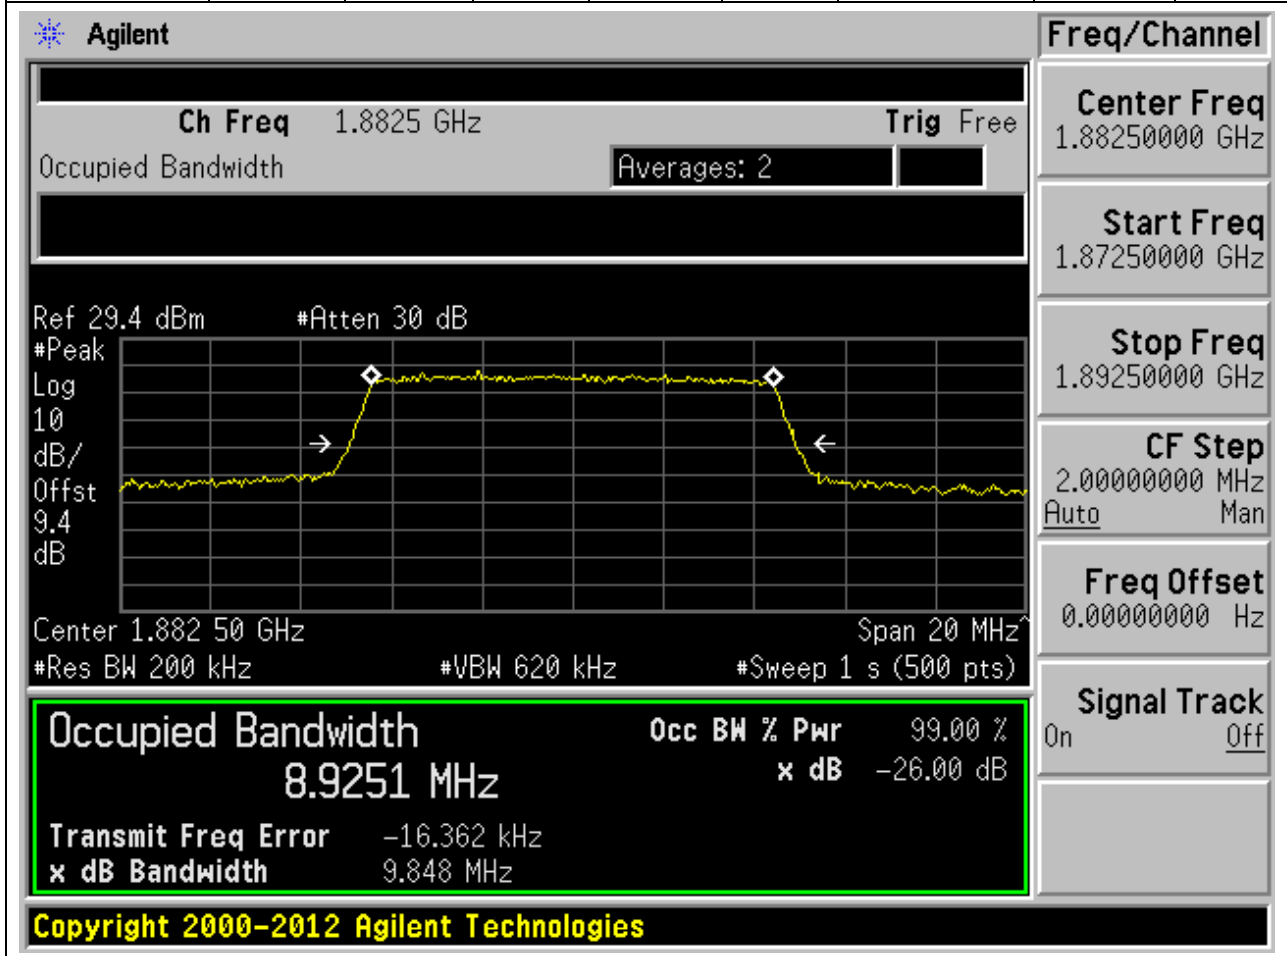 Agilent
Freq/Channel
Ch Freq 1.8825 GHz Trig Free
Occupied Bandwidth Averages: 2
Center Freq
1.88250000 GHz
Start Freq
1.87250000 GHz
Stop Freq
1.89250000 GHz
CF Step
2.00000000 MHz
Auto Man
Freq Offset
0.00000000 Hz
Signal Track
On Off
Ref 29.4 dBm #Atten 30 dB
#Peak
Log
10
dB/
Offst
9.4
dB
Center 1.882 50 GHz Span 20 MHz^
#Res BW 200 kHz #VBW 620 kHz #Sweep 1 s (500 pts)
Occupied Bandwidth
8.9251 MHz
Occ BW % Pwr 99.00 %
x dB -26.00 dB
Transmit Freq Error -16.362 kHz
x dB Bandwidth 9.848 MHz
Copyright 2000-2012 Agilent Technologies